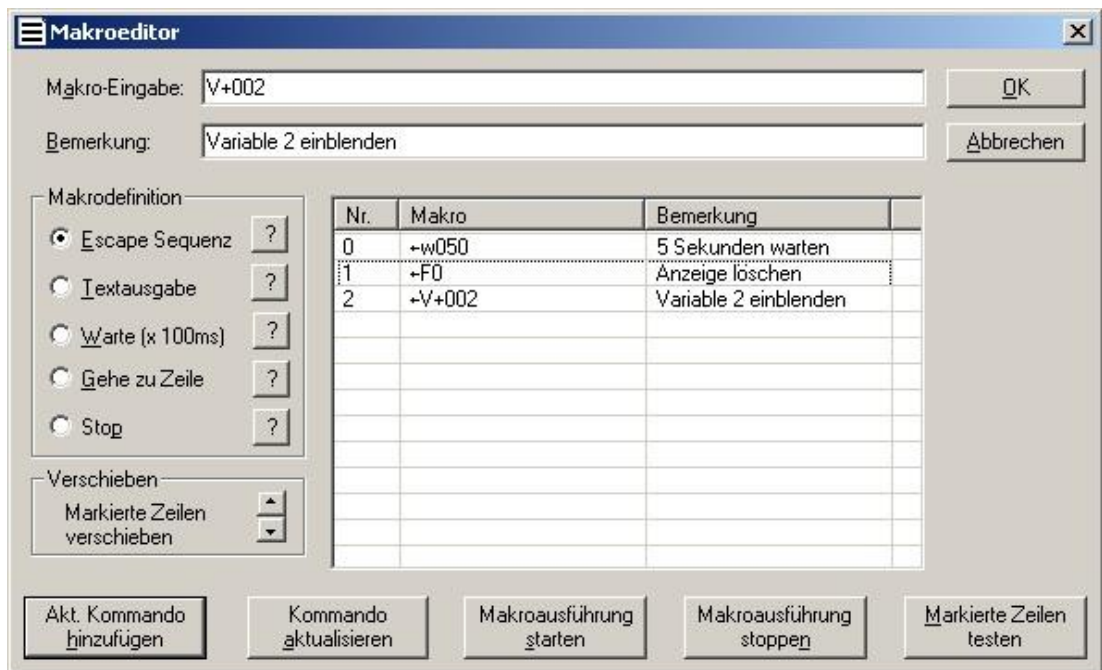 Makroeditor
Makro-Eingabe: V+002
OK
Bemerkung: Variable 2 einblenden
Abbrechen
Makrodefinition
Escape Sequenz ?
Textausgabe ?
Warte (x 100ms) ?
Gehe zu Zeile ?
Stop ?
Verschieben
Markierte Zeilen
verschieben
Nr. Makro Bemerkung
0 ←w050 5 Sekunden warten
1 ←F0 Anzeige löschen
2 ←V+002 Variable 2 einblenden
Akt. Kommando
hinzufügen
Kommando
aktualisieren
Makroausführung
starten
Makroausführung
stoppen
Markierte Zeilen
testen